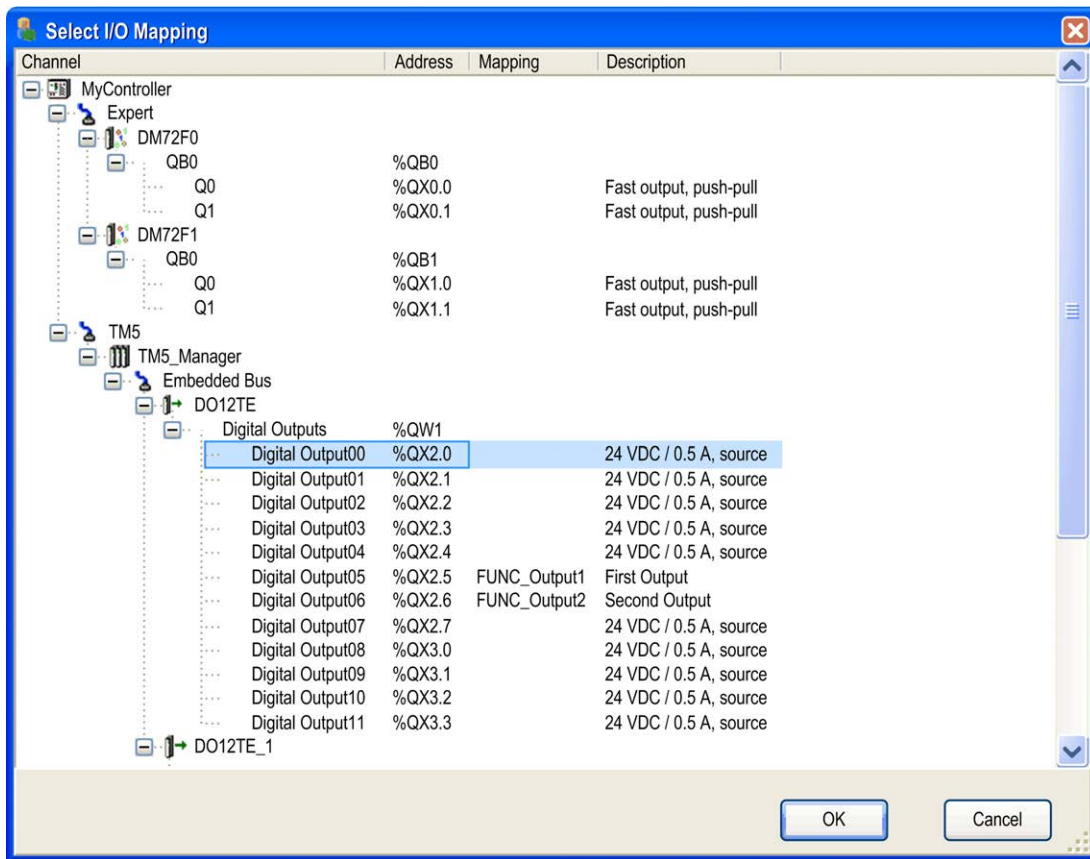 Select I/O Mapping
Channel Address Mapping Description
MyController
Expert
DM72F0
QB0 %QB0
Q0 %QX0.0 Fast output, push-pull
Q1 %QX0.1 Fast output, push-pull
DM72F1
QB0 %QB1
Q0 %QX1.0 Fast output, push-pull
Q1 %QX1.1 Fast output, push-pull
TM5
TM5_Manager
Embedded Bus
DO12TE
Digital Outputs %QW1
Digital Output00 %QX2.0 24 VDC / 0.5 A, source
Digital Output01 %QX2.1 24 VDC / 0.5 A, source
Digital Output02 %QX2.2 24 VDC / 0.5 A, source
Digital Output03 %QX2.3 24 VDC / 0.5 A, source
Digital Output04 %QX2.4 24 VDC / 0.5 A, source
Digital Output05 %QX2.5 FUNC_Output1 First Output
Digital Output06 %QX2.6 FUNC_Output2 Second Output
Digital Output07 %QX2.7 24 VDC / 0.5 A, source
Digital Output08 %QX3.0 24 VDC / 0.5 A, source
Digital Output09 %QX3.1 24 VDC / 0.5 A, source
Digital Output10 %QX3.2 24 VDC / 0.5 A, source
Digital Output11 %QX3.3 24 VDC / 0.5 A, source
DO12TE_1
OK Cancel